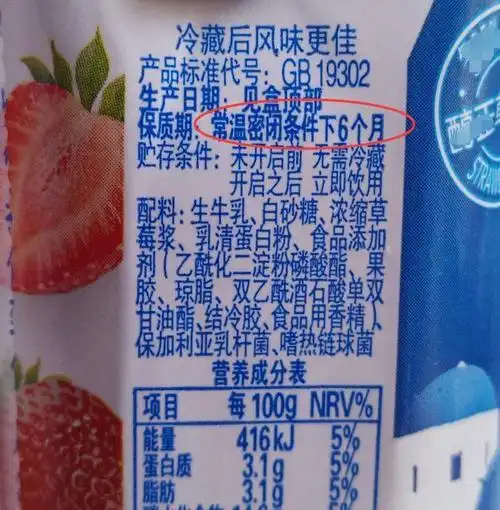 冷藏后风味更佳
产品标准代号：GB 19302
生产日期：见盒顶部
保质期：常温密闭条件下6个月
贮存条件：未开启前 无需冷藏
开启之后 立即饮用
配料：生牛乳、白砂糖、浓缩草
莓浆、乳清蛋白粉、食品添加
剂（乙酰化二淀粉磷酸酯、果
胶、琼脂、双乙酰酒石酸单双
甘油酯、结冷胶、食品用香精）、
保加利亚乳杆菌、嗜热链球菌
营养成分表
项目 每100g NRV%
能量 416kJ 5%
蛋白质 3.1g 5%
脂肪 3.1g 5%
STRAW